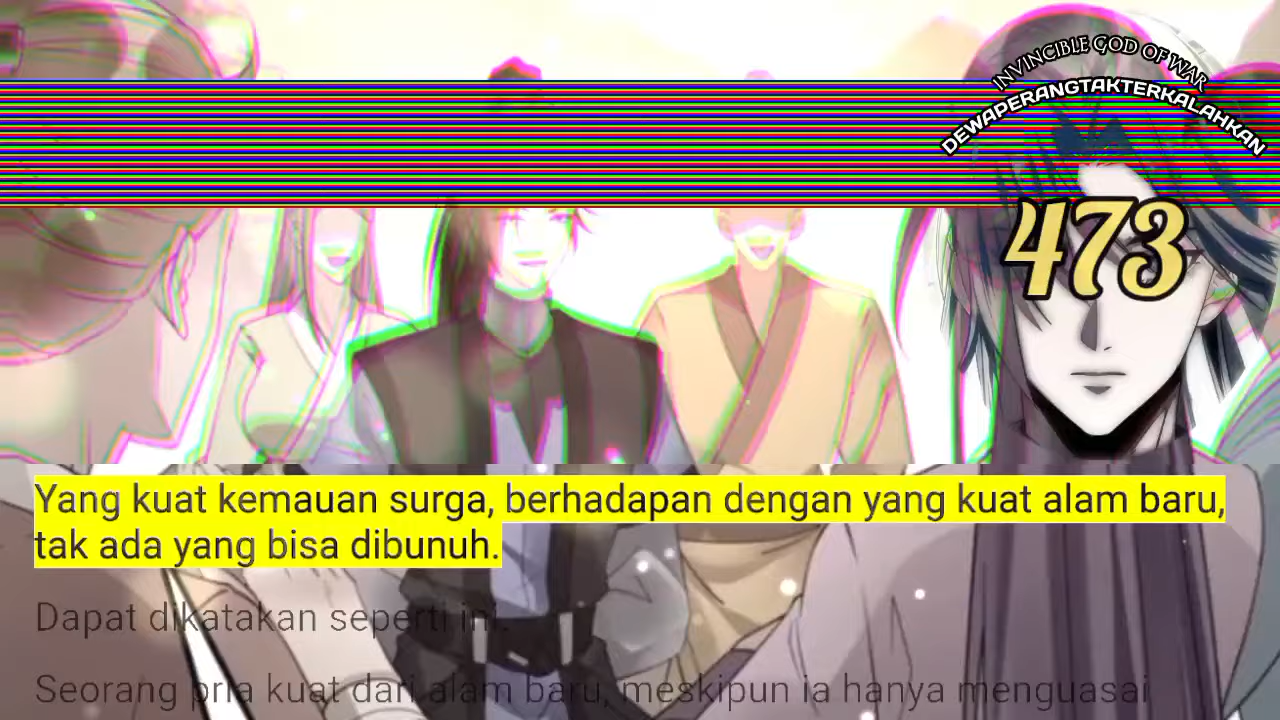 INVINCIBLE GOD OF WAR
DEWAPERANGTAKTERKALAHKAN
473
Yang kuat kemauan surga, berhadapan dengan yang kuat alam baru,
tak ada yang bisa dibunuh.
Dapat dikatakan seperti ini.
Seorang pria kuat dari alam baru, meskipun ia hanya menguasai